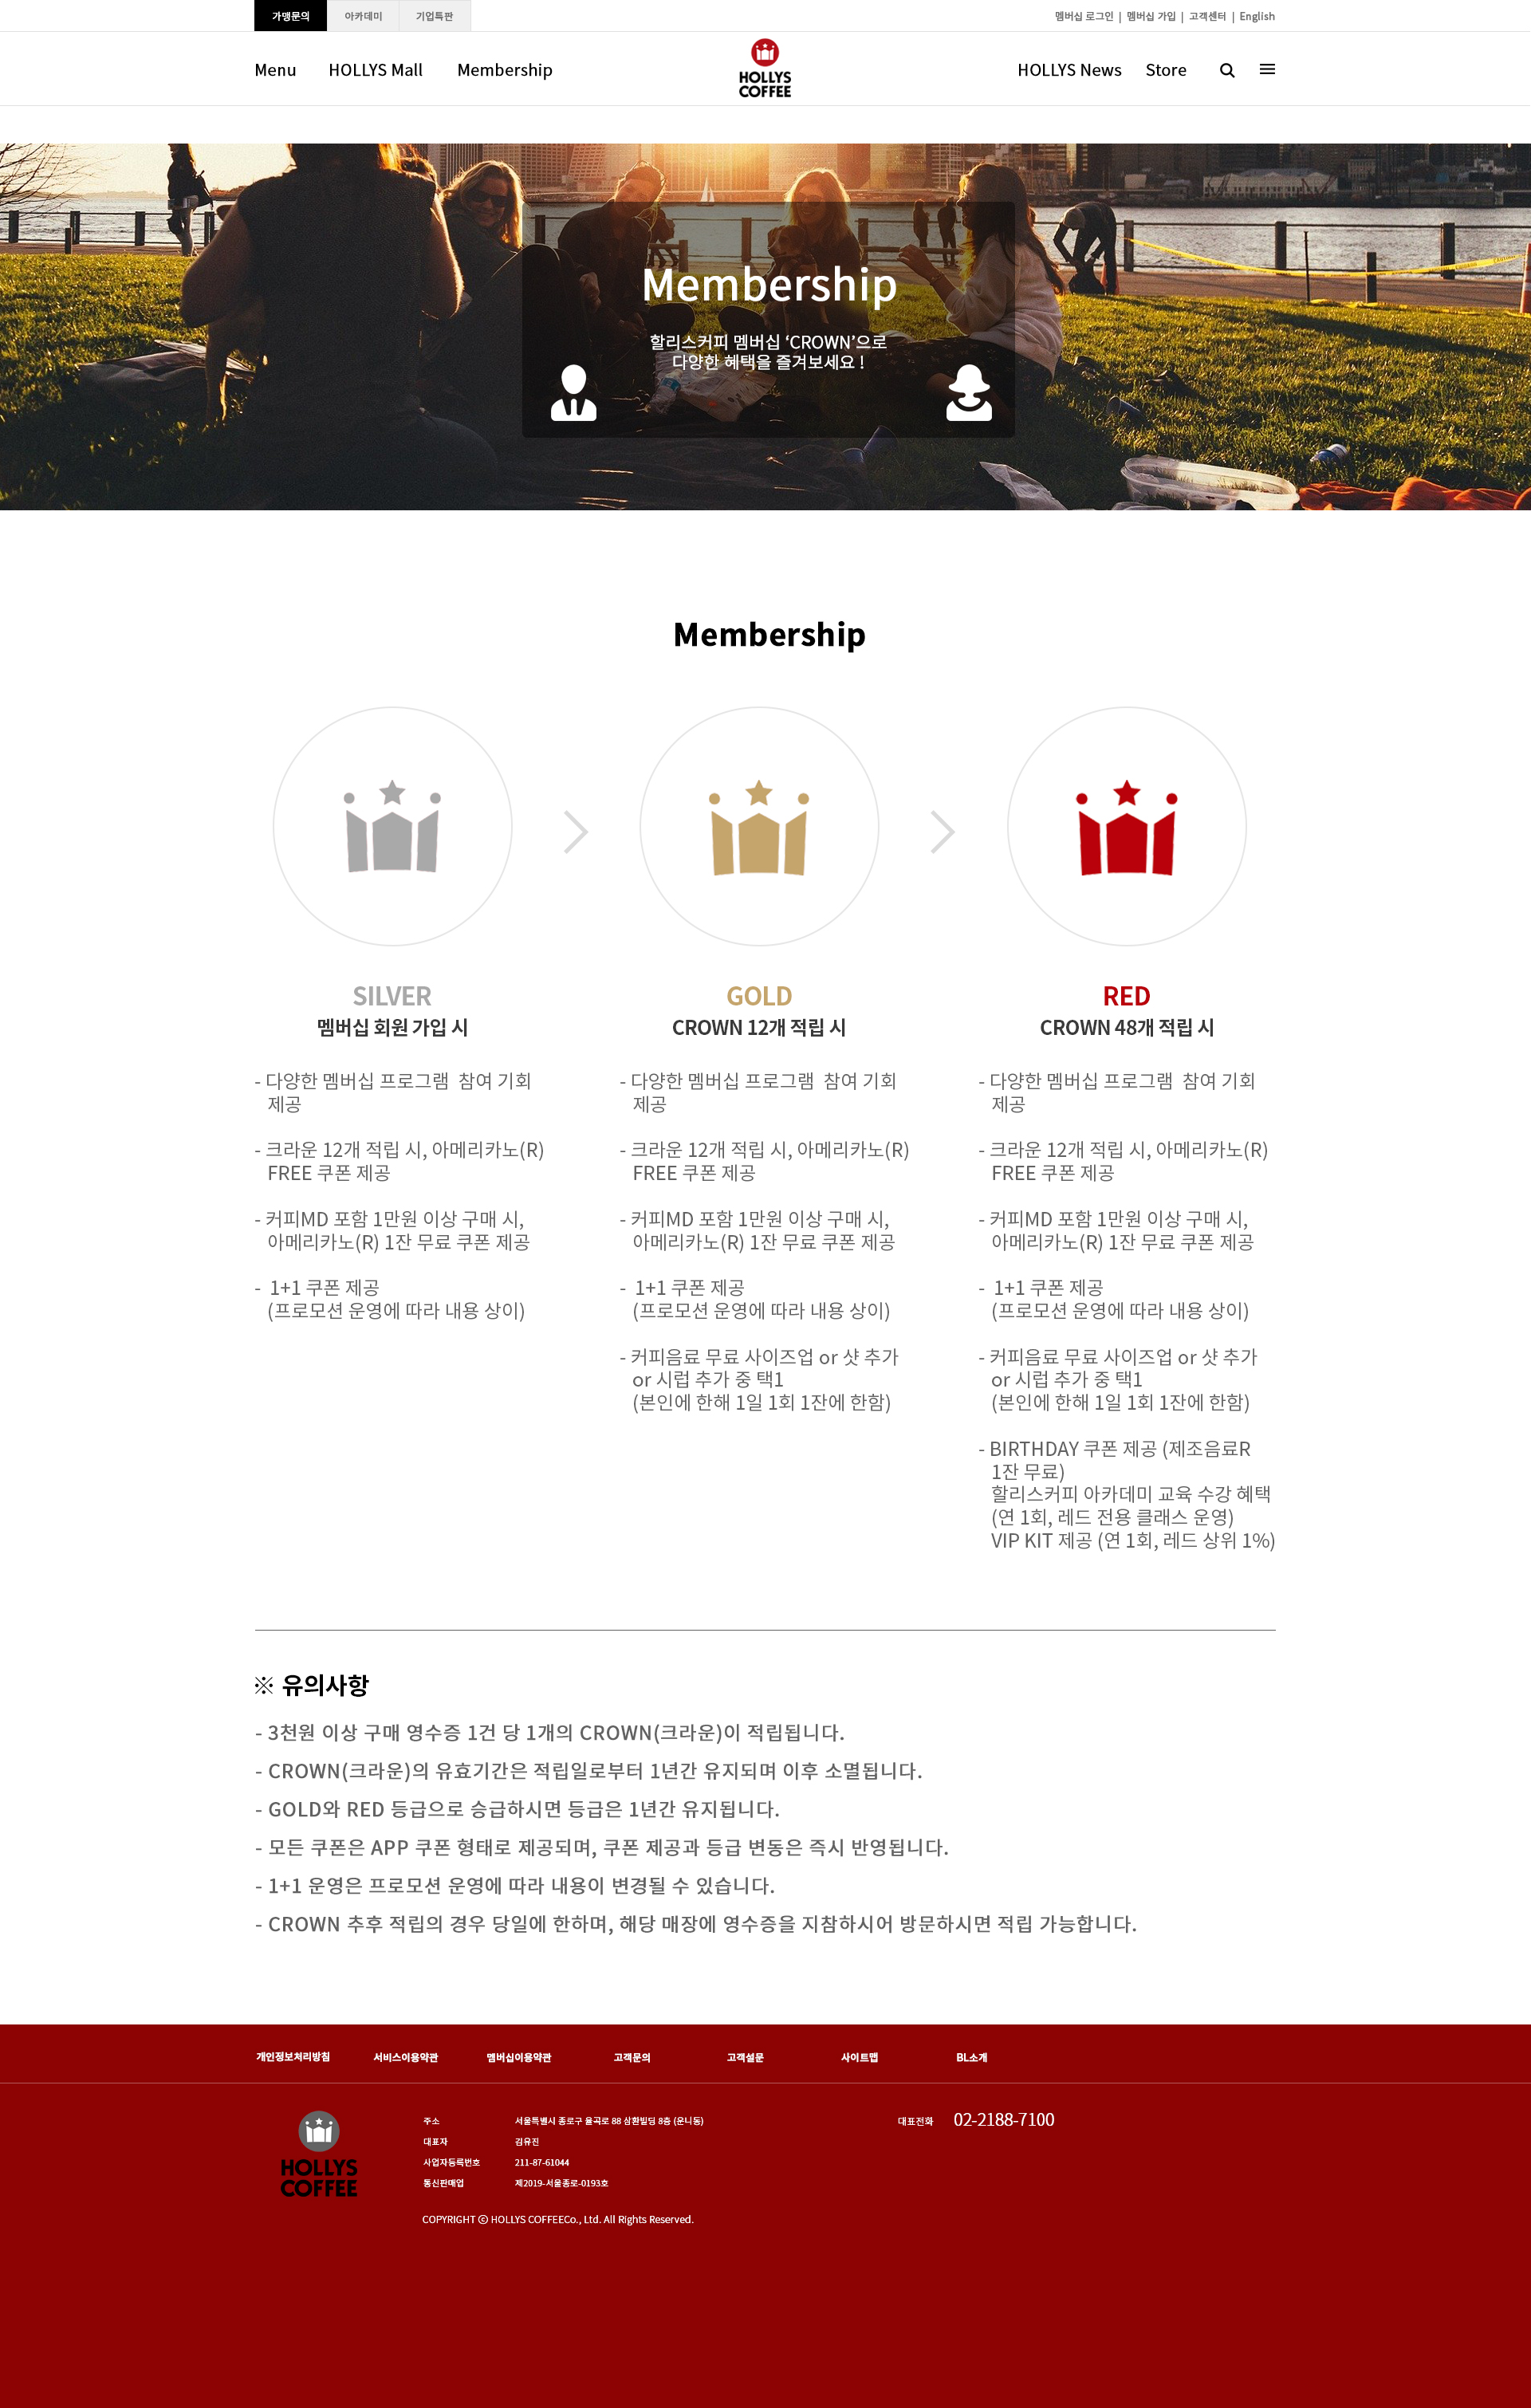 가맹문의 아카데미 기업특판 멤버십 로그인 | 멤버십 가입 | 고객센터 | English
Menu HOLLYS Mall Membership HOLLYS COFFEE HOLLYS News Store
Membership
할리스커피 멤버십 ‘CROWN’으로
다양한 혜택을 즐겨보세요 !
Membership
SILVER
멤버십 회원 가입 시
- 다양한 멤버십 프로그램 참여 기회
제공
- 크라운 12개 적립 시, 아메리카노(R)
FREE 쿠폰 제공
- 커피MD 포함 1만원 이상 구매 시,
아메리카노(R) 1잔 무료 쿠폰 제공
- 1+1 쿠폰 제공
(프로모션 운영에 따라 내용 상이)
GOLD
CROWN 12개 적립 시
- 다양한 멤버십 프로그램 참여 기회
제공
- 크라운 12개 적립 시, 아메리카노(R)
FREE 쿠폰 제공
- 커피MD 포함 1만원 이상 구매 시,
아메리카노(R) 1잔 무료 쿠폰 제공
- 1+1 쿠폰 제공
(프로모션 운영에 따라 내용 상이)
- 커피음료 무료 사이즈업 or 샷 추가
or 시럽 추가 중 택1
(본인에 한해 1일 1회 1잔에 한함)
RED
CROWN 48개 적립 시
- 다양한 멤버십 프로그램 참여 기회
제공
- 크라운 12개 적립 시, 아메리카노(R)
FREE 쿠폰 제공
- 커피MD 포함 1만원 이상 구매 시,
아메리카노(R) 1잔 무료 쿠폰 제공
- 1+1 쿠폰 제공
(프로모션 운영에 따라 내용 상이)
- 커피음료 무료 사이즈업 or 샷 추가
or 시럽 추가 중 택1
(본인에 한해 1일 1회 1잔에 한함)
- BIRTHDAY 쿠폰 제공 (제조음료R
1잔 무료)
할리스커피 아카데미 교육 수강 혜택
(연 1회, 레드 전용 클래스 운영)
VIP KIT 제공 (연 1회, 레드 상위 1%)
※ 유의사항
- 3천원 이상 구매 영수증 1건 당 1개의 CROWN(크라운)이 적립됩니다.
- CROWN(크라운)의 유효기간은 적립일로부터 1년간 유지되며 이후 소멸됩니다.
- GOLD와 RED 등급으로 승급하시면 등급은 1년간 유지됩니다.
- 모든 쿠폰은 APP 쿠폰 형태로 제공되며, 쿠폰 제공과 등급 변동은 즉시 반영됩니다.
- 1+1 운영은 프로모션 운영에 따라 내용이 변경될 수 있습니다.
- CROWN 추후 적립의 경우 당일에 한하며, 해당 매장에 영수증을 지참하시어 방문하시면 적립 가능합니다.
개인정보처리방침 서비스이용약관 멤버십이용약관 고객문의 고객설문 사이트맵 BL소개
HOLLYS
COFFEE
주소 서울특별시 종로구 율곡로 88 삼환빌딩 8층 (운니동)
대표자 김유진
사업자등록번호 211-87-61044
통신판매업 제2019-서울종로-0193호
대표전화 02-2188-7100
COPYRIGHT ⓒ HOLLYS COFFEECo., Ltd. All Rights Reserved.